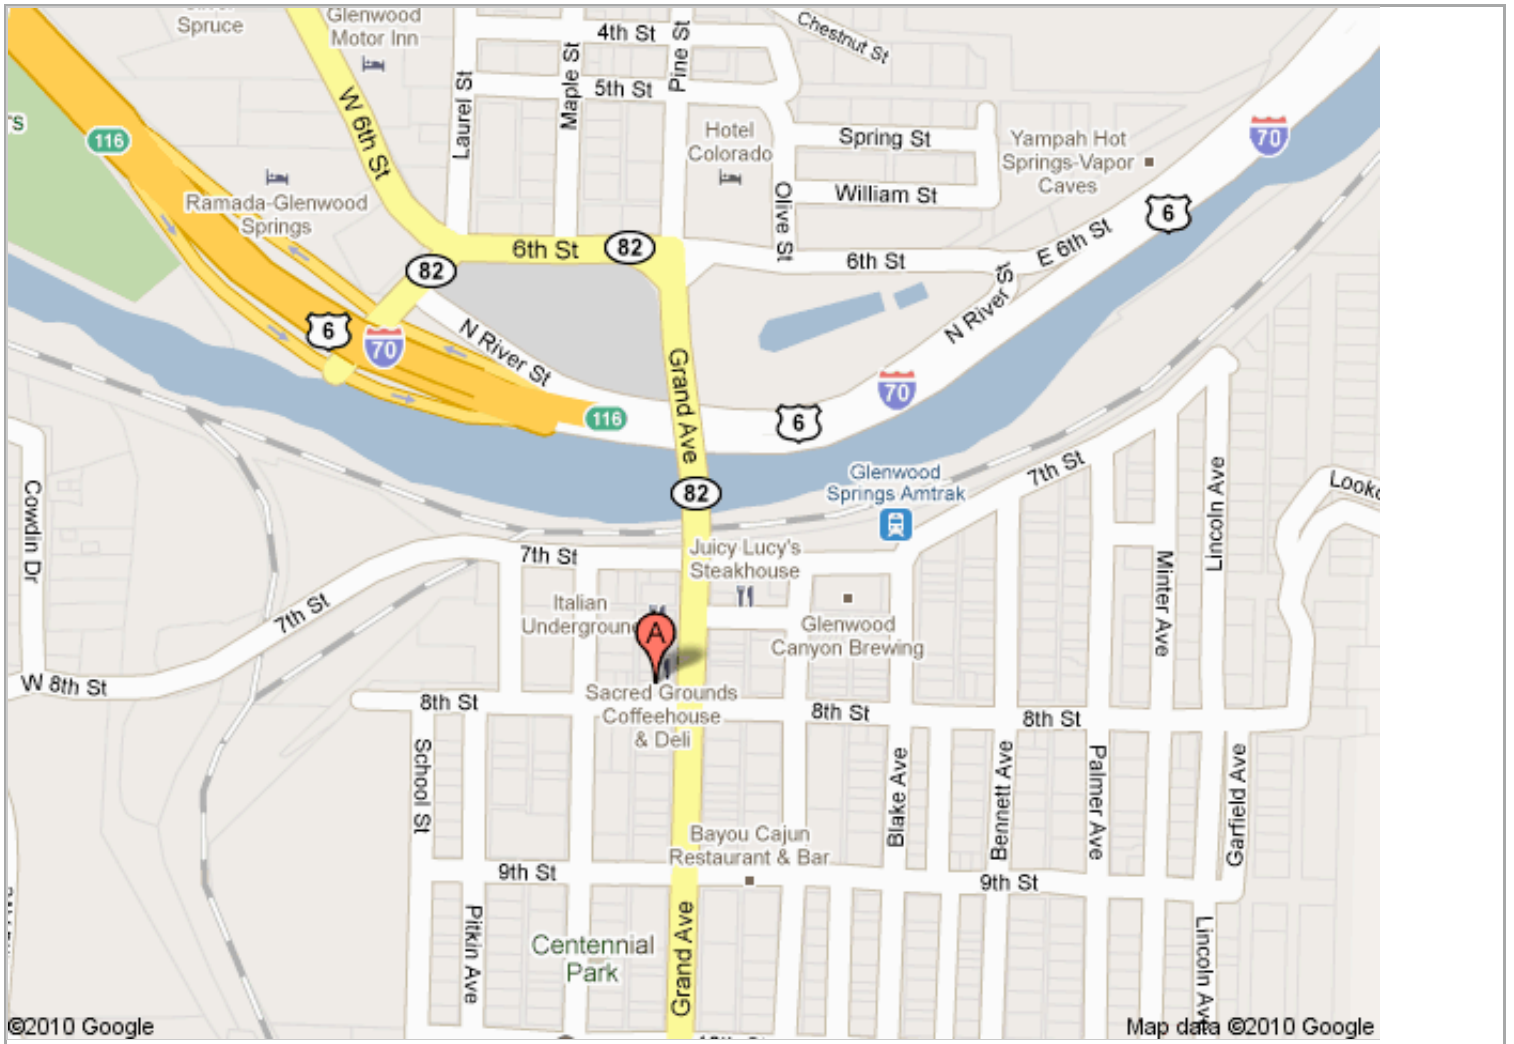 Spruce
Glenwood
Motor Inn
4th St
Chestnut St
Pine St
Maple St
Laurel St
5th St
W 6th St
116
Hotel
Colorado
Spring St
Yampah Hot
Springs-Vapor
Caves
70
Ramada-Glenwood
Springs
William St
Olive St
6
82
6th St
82
6th St
E 6th St
6
70
N River St
N River St
Grand Ave
116
70
6
82
Glenwood
Springs Amtrak
7th St
Cowdin Dr
Lincoln Ave
Minter Ave
7th St
Juicy Lucy's
Steakhouse
7th St
Italian
A
Glenwood
Canyon Brewing
W 8th St
8th St
Sacred Grounds
Coffeehouse
& Deli
8th St
8th St
School St
Blake Ave
Bennett Ave
Palmer Ave
Garfield Ave
Bayou Cajun
Restaurant & Bar
9th St
9th St
Pitkin Ave
Centennial
Park
Grand Ave
Lincoln Ave
©2010 Google
Map data ©2010 Google